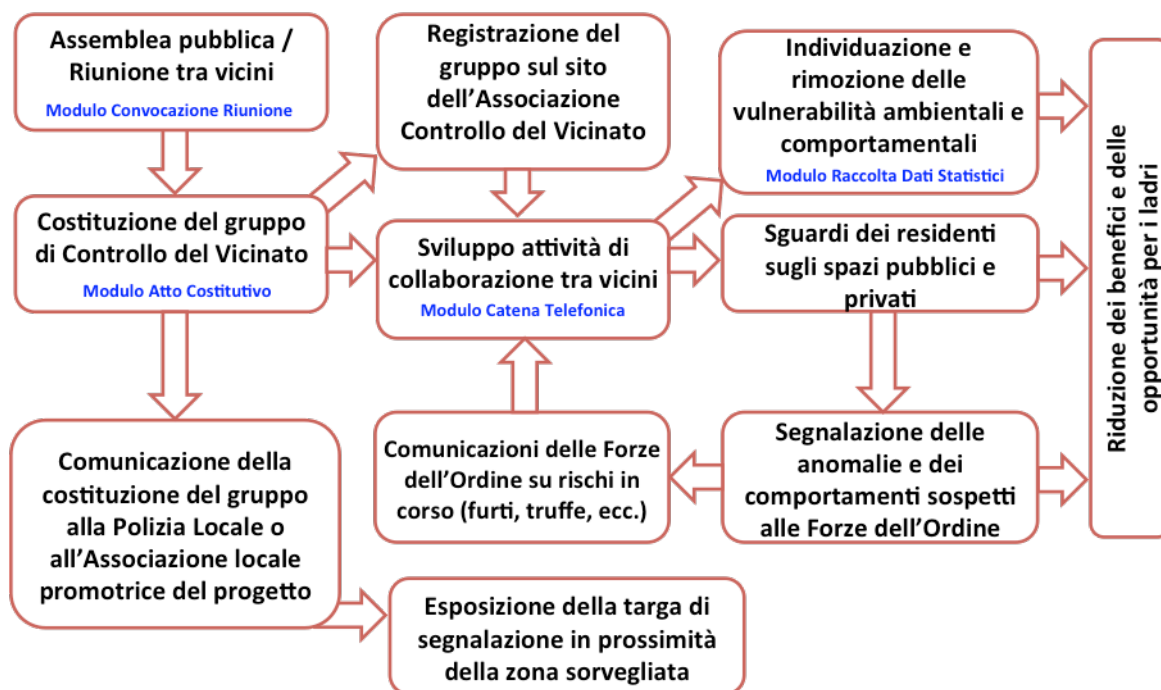 Assemblea pubblica /
Riunione tra vicini
Modulo Convocazione Riunione
Registrazione del
gruppo sul sito
dell'Associazione
Controllo del Vicinato
Individuazione e
rimozione delle
vulnerabilità ambientali e
comportamentali
Modulo Raccolta Dati Statistici
Costituzione del gruppo
di Controllo del Vicinato
Modulo Atto Costitutivo
Sviluppo attività di
collaborazione tra vicini
Modulo Catena Telefonica
Sguardi dei residenti
sugli spazi pubblici e
privati
Riduzione dei benefici e delle
opportunità per i ladri
Comunicazione della
costituzione del gruppo
alla Polizia Locale o
all'Associazione locale
promotrice del progetto
Comunicazioni delle Forze
dell'Ordine su rischi in
corso (furti, truffe, ecc.)
Segnalazione delle
anomalie e dei
comportamenti sospetti
alle Forze dell'Ordine
Esposizione della targa di
segnalazione in prossimità
della zona sorvegliata